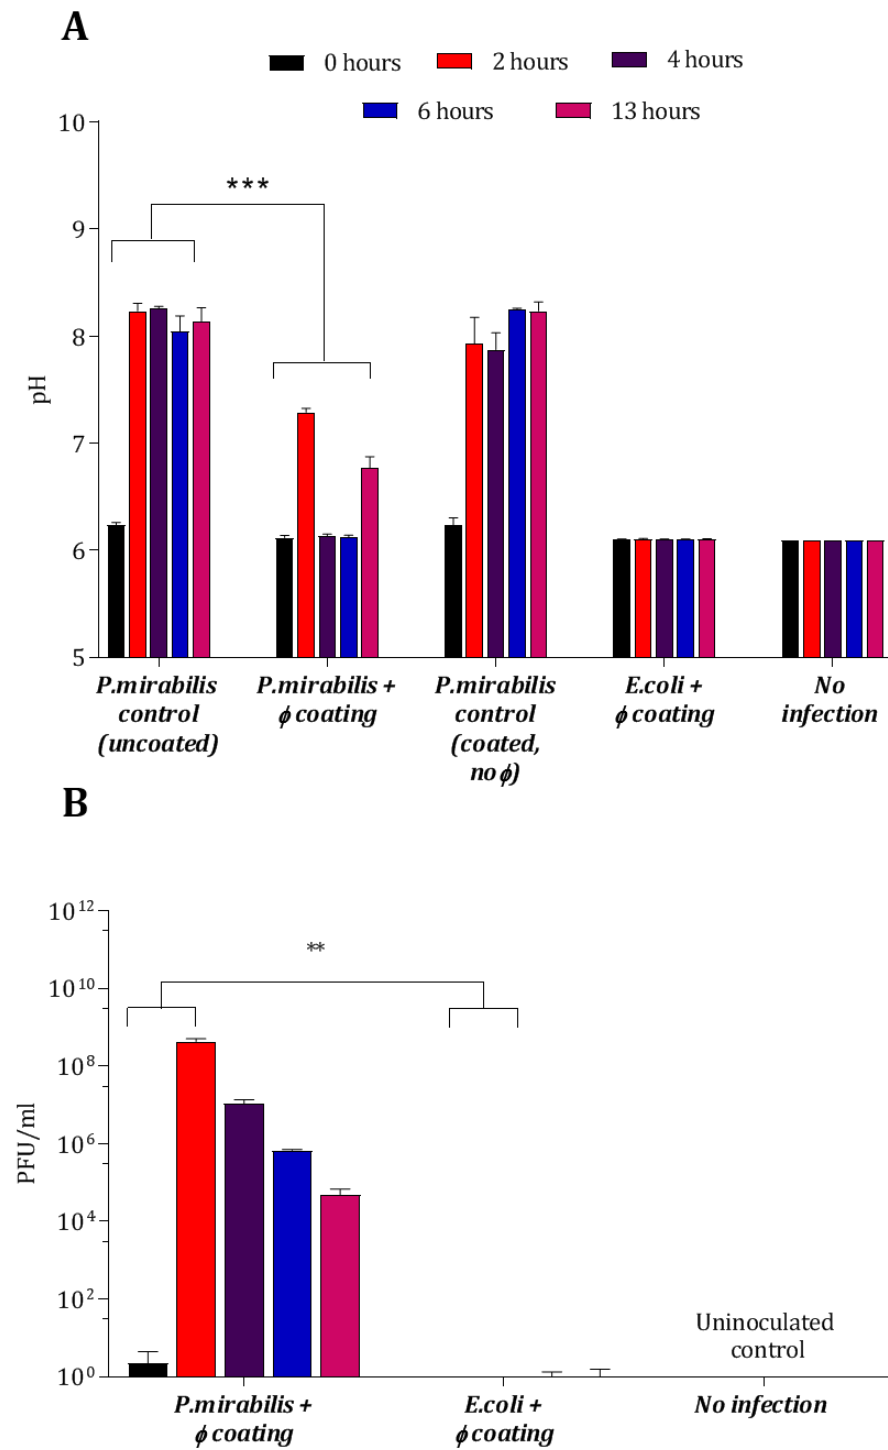 A
0 hours 2 hours 4 hours
6 hours 13 hours
10
9
8
7
6
5
pH
***
P.mirabilis control (uncoated)
P.mirabilis + ϕ coating
P.mirabilis control (coated, no ϕ)
E.coli + ϕ coating
No infection
B
10¹²
10¹⁰
10⁸
10⁶
10⁴
10²
10⁰
PFU/ml
**
Uninoculated
control
P.mirabilis +
ϕ coating
E.coli +
ϕ coating
No infection